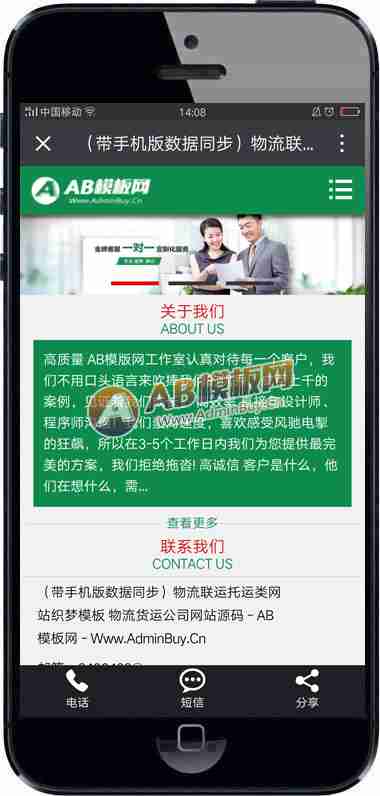 中国移动
14:08
（带手机版数据同步）物流联...
AB模板网
Www.AdminBuy.Cn
金牌客服 一对一 定制化服务
关于我们
ABOUT US
高质量 AB模版网工作室认真对待每一个客户，我
们不用口头语言来吹捧我们 上千的
案例，见证 直接与设计师、
程序师 速度，喜欢感受风驰电掣
的狂飙，所以在3-5个工作日内我们为您提供最完
美的方案，我们拒绝拖沓! 高诚信 客户是什么，他
们在想什么，需...
AB模板网
Www.AdminBuy.Cn
查看更多
联系我们
CONTACT US
（带手机版数据同步）物流联运托运类网
站织梦模板 物流货运公司网站源码 - AB
模板网 - Www.AdminBuy.Cn
电话
短信
分享